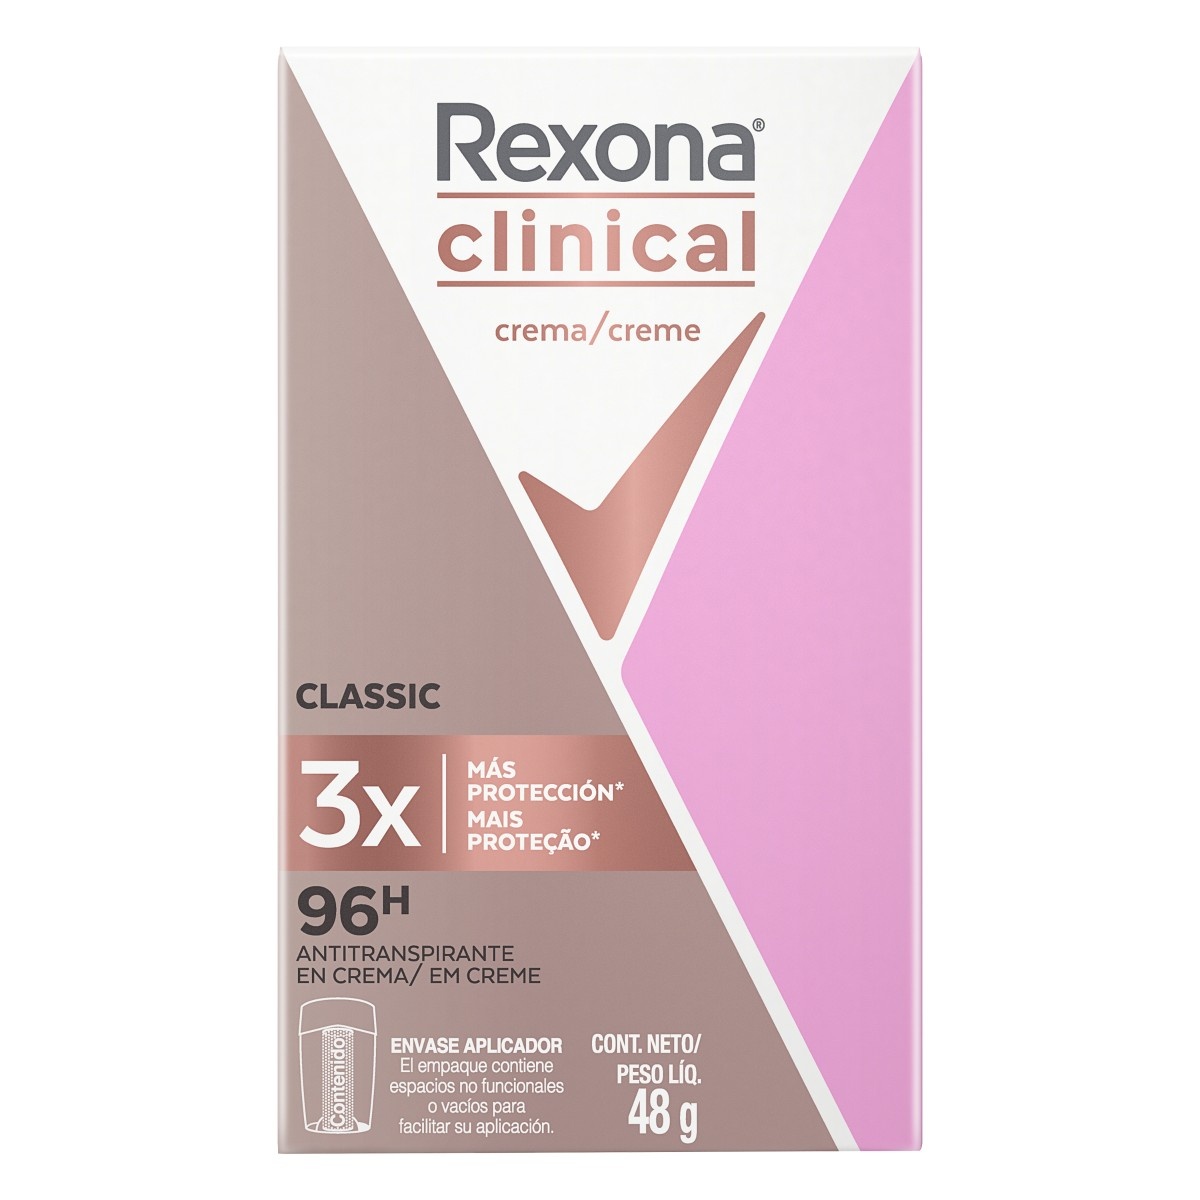 Rexona®
clinical
crema/creme
CLASSIC
3x
MÁS
PROTECCIÓN*
MAIS
PROTEÇÃO*
96H
ANTITRANSPIRANTE
EN CREMA/ EM CREME
Contenido
ENVASE APLICADOR
El empaque contiene
espacios no funcionales
o vacíos para
facilitar su aplicación.
CONT. NETO/
PESO LÍQ.
48 g